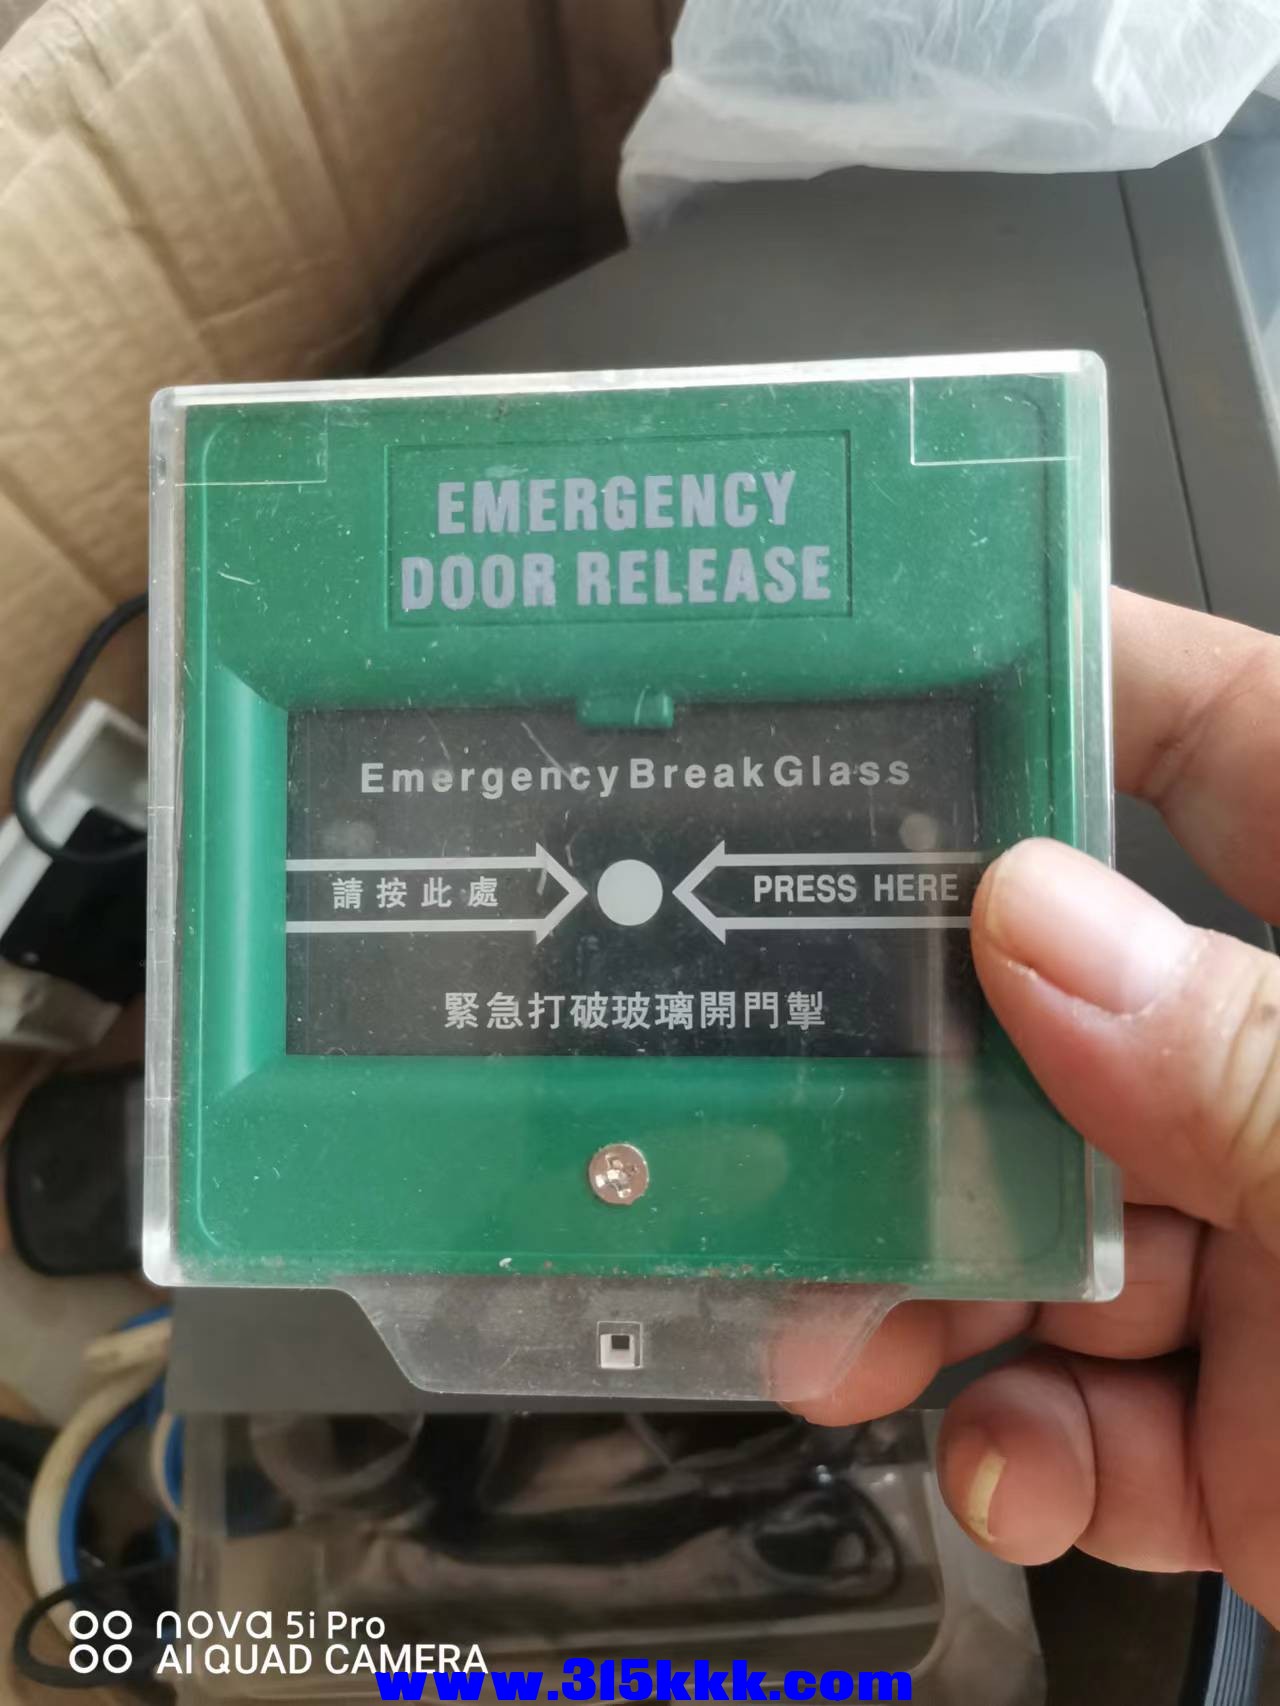 EMERGENCY
DOOR RELEASE
Emergency Break Glass
請按此處
PRESS HERE
緊急打破玻璃開門掣
nova 5i Pro
AI QUAD CAMERA
www.315kkk.com